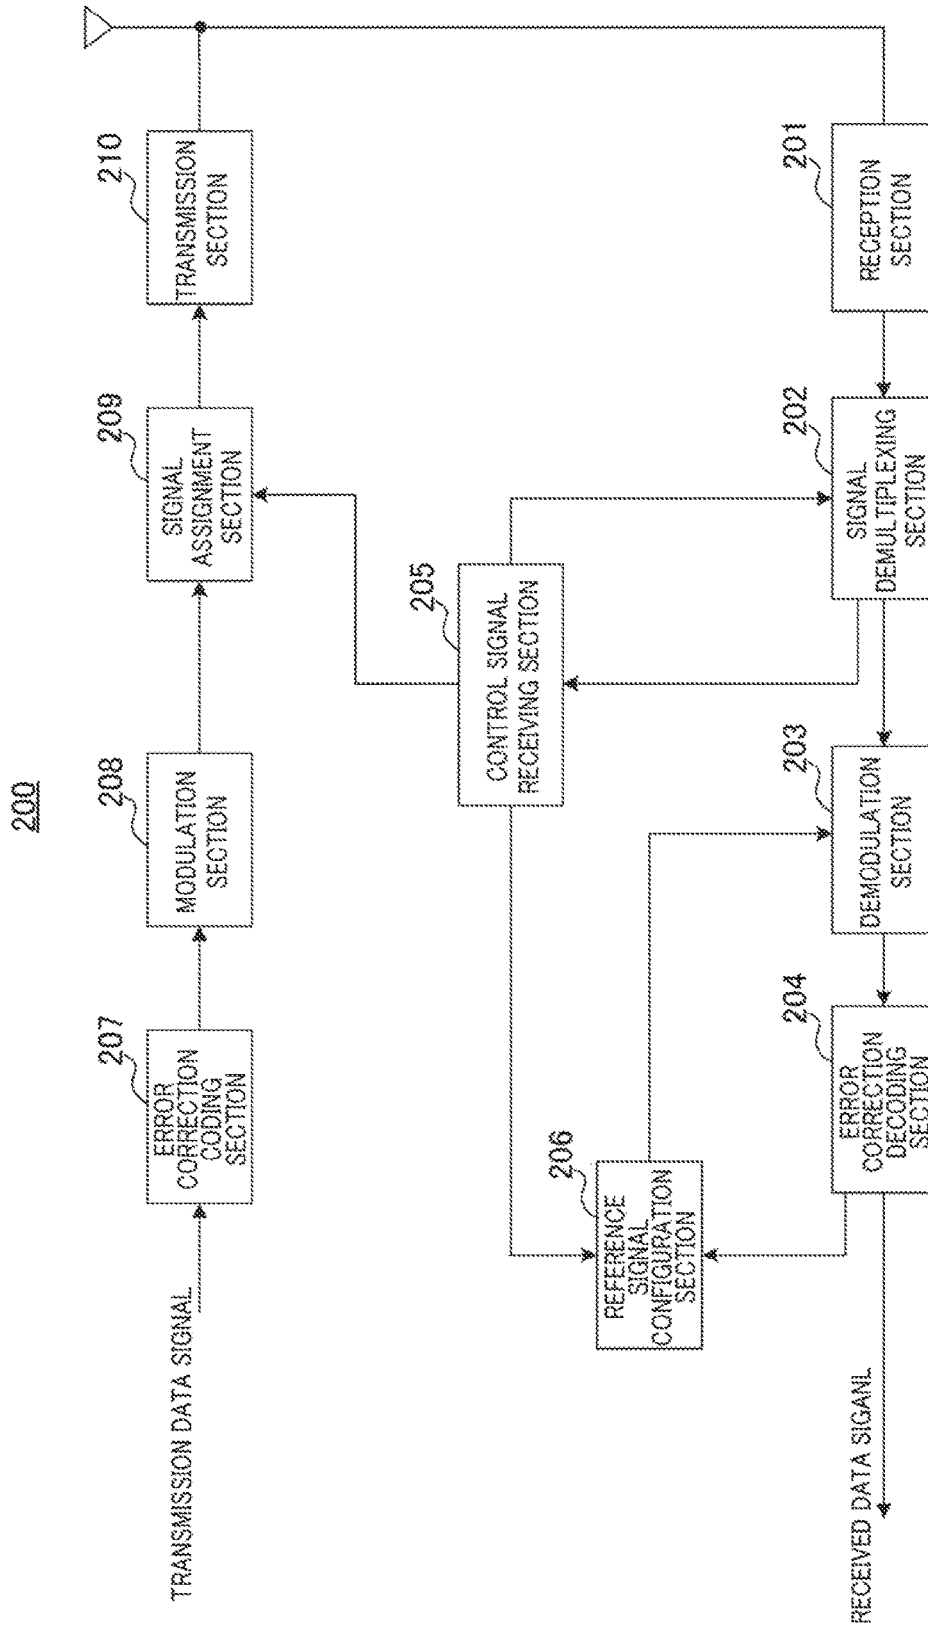 200
TRANSMISSION DATA SIGNAL
207
ERROR
CORRECTION
CODING
SECTION
208
MODULATION
SECTION
209
SIGNAL
ASSIGNMENT
SECTION
210
TRANSMISSION
SECTION
205
CONTROL SIGNAL
RECEIVING SECTION
206
REFERENCE
SIGNAL
CONFIGURATION
SECTION
RECEIVED DATA SIGANL
204
ERROR
CORRECTION
DECODING
SECTION
203
DEMODULATION
SECTION
202
SIGNAL
DEMULTIPLEXING
SECTION
201
RECEPTION
SECTION